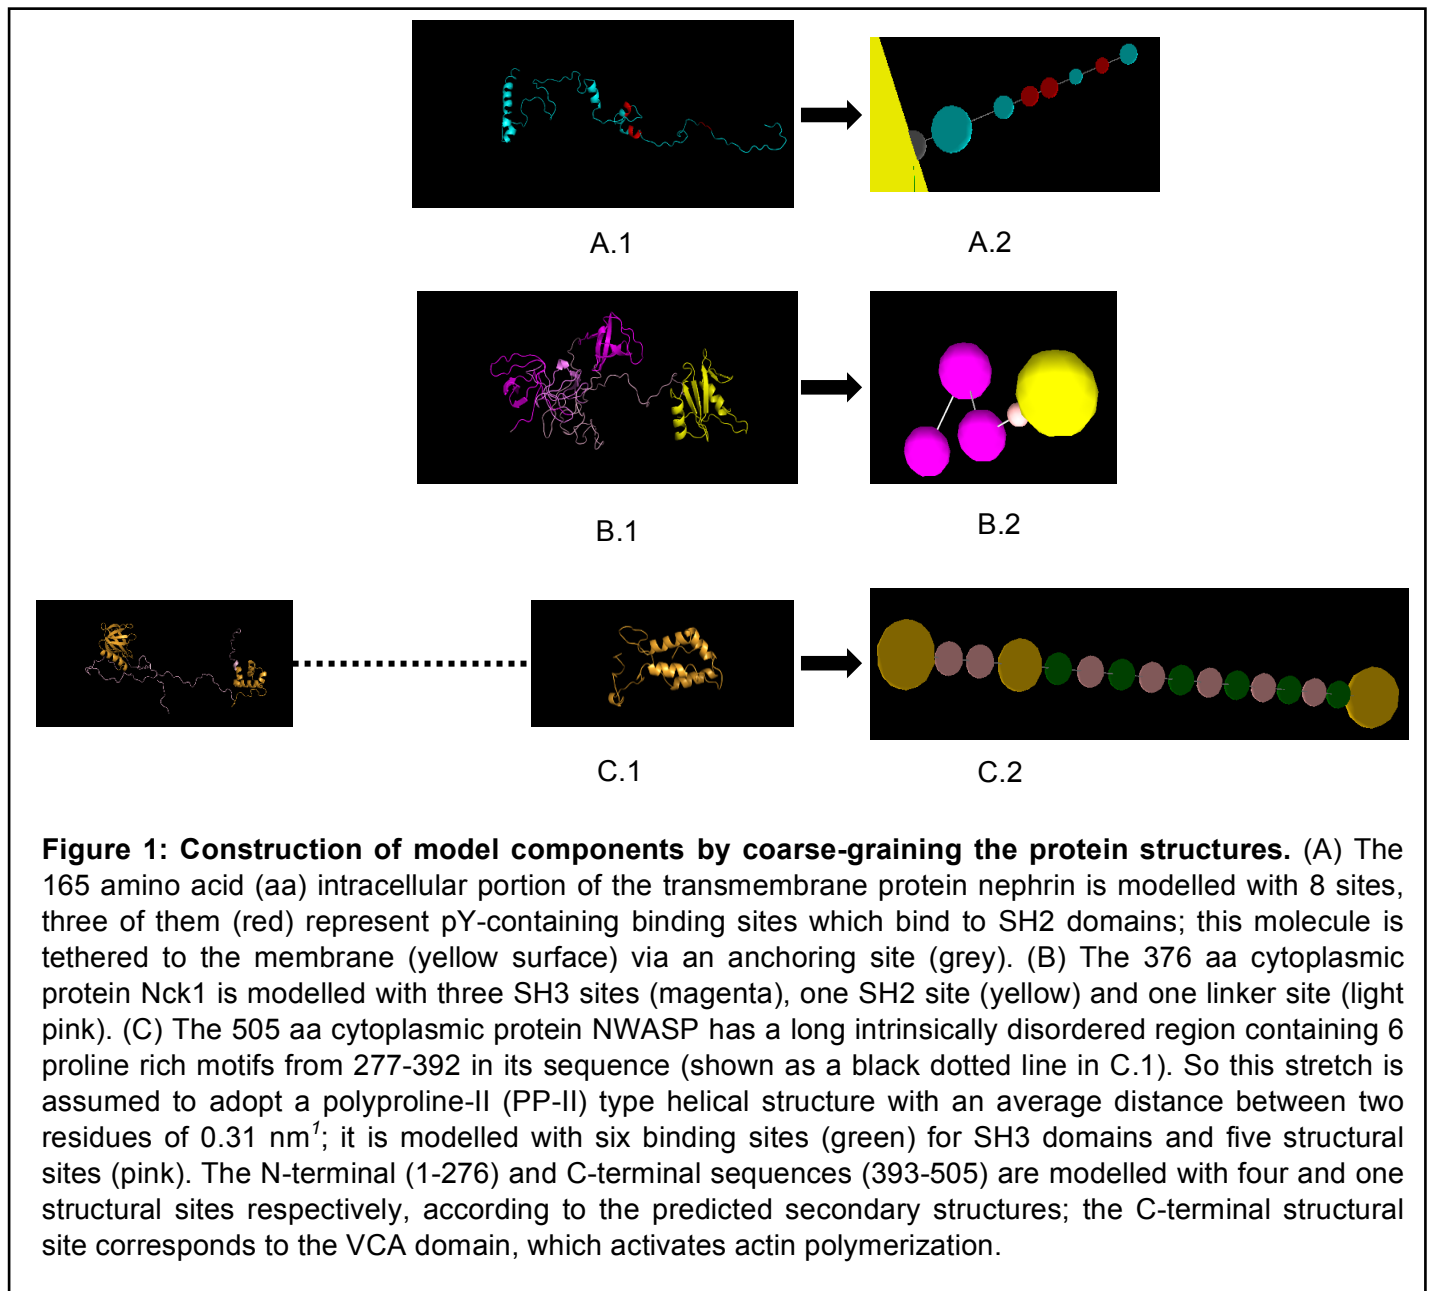 A.1
A.2
B.1
B.2
C.1
C.2
Figure 1: Construction of model components by coarse-graining the protein structures. (A) The
165 amino acid (aa) intracellular portion of the transmembrane protein nephrin is modelled with 8 sites,
three of them (red) represent pY-containing binding sites which bind to SH2 domains; this molecule is
tethered to the membrane (yellow surface) via an anchoring site (grey). (B) The 376 aa cytoplasmic
protein Nck1 is modelled with three SH3 sites (magenta), one SH2 site (yellow) and one linker site (light
pink). (C) The 505 aa cytoplasmic protein NWASP has a long intrinsically disordered region containing 6
proline rich motifs from 277-392 in its sequence (shown as a black dotted line in C.1). So this stretch is
assumed to adopt a polyproline-II (PP-II) type helical structure with an average distance between two
residues of 0.31 nm¹; it is modelled with six binding sites (green) for SH3 domains and five structural
sites (pink). The N-terminal (1-276) and C-terminal sequences (393-505) are modelled with four and one
structural sites respectively, according to the predicted secondary structures; the C-terminal structural
site corresponds to the VCA domain, which activates actin polymerization.